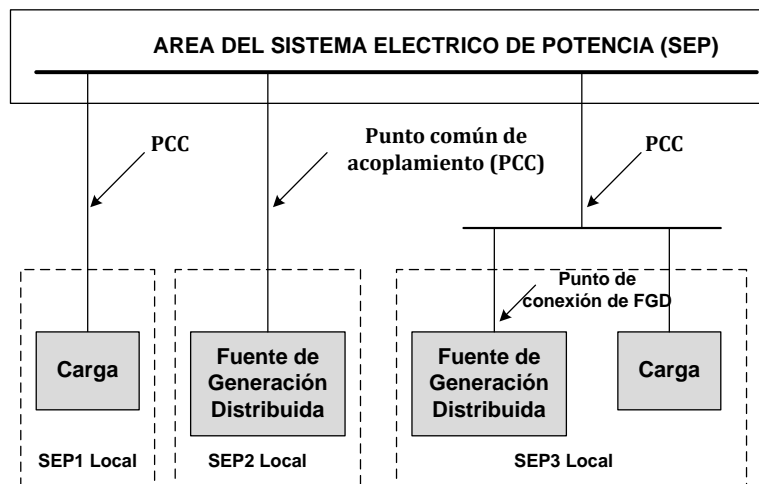 AREA DEL SISTEMA ELECTRICO DE POTENCIA (SEP)
PCC
Punto común de
acoplamiento (PCC)
PCC
Punto de
conexión de FGD
Carga
Fuente de
Generación
Distribuida
Fuente de
Generación
Distribuida
Carga
SEP1 Local
SEP2 Local
SEP3 Local